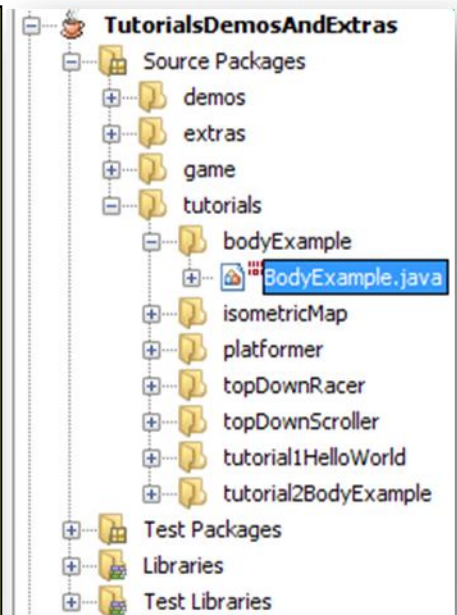 TutorialsDemosAndExtras
Source Packages
demos
extras
game
tutorials
bodyExample
BodyExample.java
isometricMap
platformer
topDownRacer
topDownScroller
tutorial1HelloWorld
tutorial2BodyExample
Test Packages
Libraries
Test Libraries